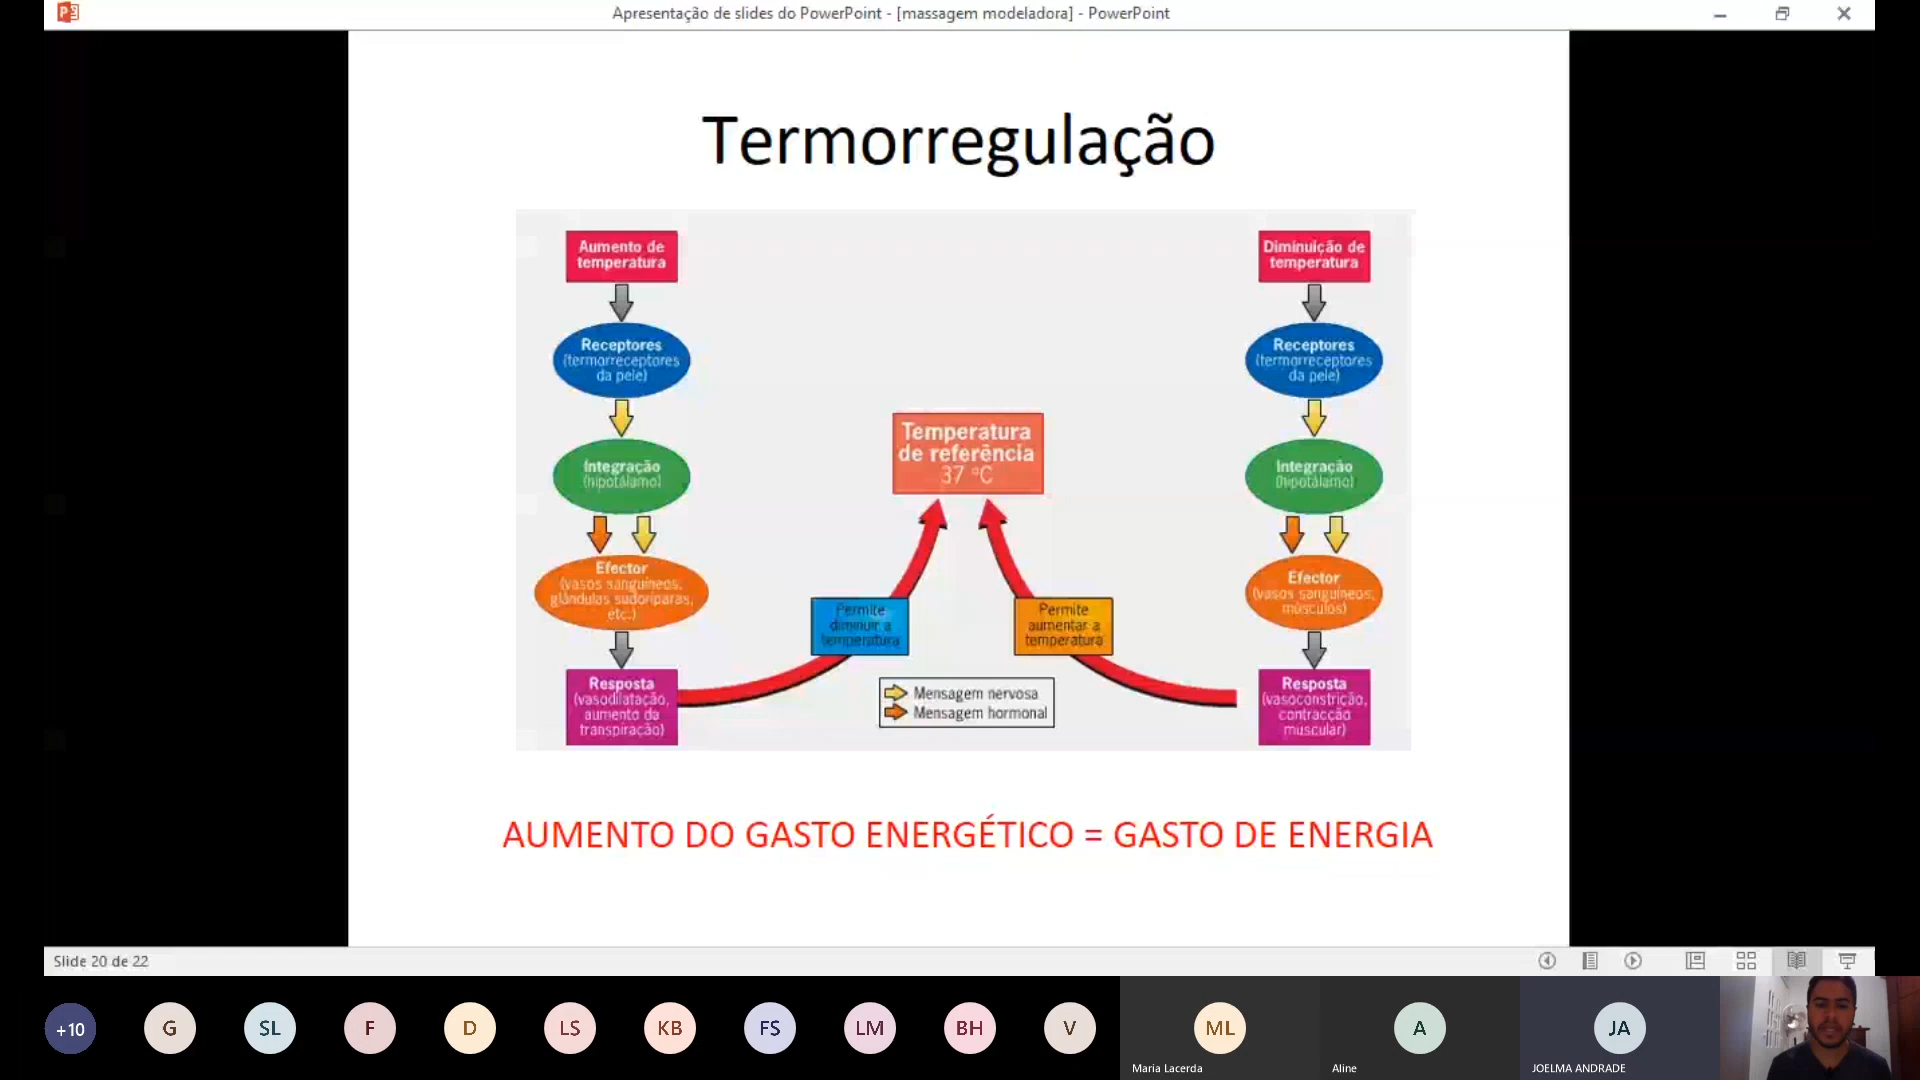 Apresentação de slides do PowerPoint - [massagem modeladora] - PowerPoint
Termorregulação
Aumento de
temperatura
Receptores
(termorreceptores
da pele)
Integração
(hipotálamo)
Efector
(vasos sanguíneos,
glândulas sudoríparas,
etc.)
Resposta
(vasodilatação,
aumento da
transpiração)
Temperatura
de referência
37 ºC
Permite
diminuir a
temperatura
Permite
aumentar a
temperatura
Mensagem nervosa
Mensagem hormonal
Diminuição de
temperatura
Receptores
(termorreceptores
da pele)
Integração
(hipotálamo)
Efector
(vasos sanguíneos,
músculos)
Resposta
(vasoconstrição,
contracção
muscular)
AUMENTO DO GASTO ENERGÉTICO = GASTO DE ENERGIA
Slide 20 de 22
+10
G
SL
F
D
LS
KB
FS
LM
BH
V
ML
Maria Lacerda
A
Aline
JA
JOELMA ANDRADE